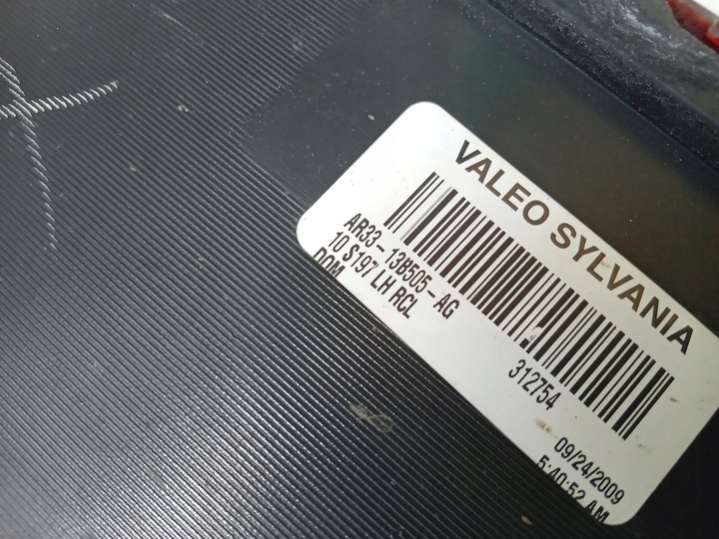 VALEO SYLVANIA
312754
AR33-13B505-AG
10 S197 LH RCL
DOM
09/24/2009
5:40:52 AM